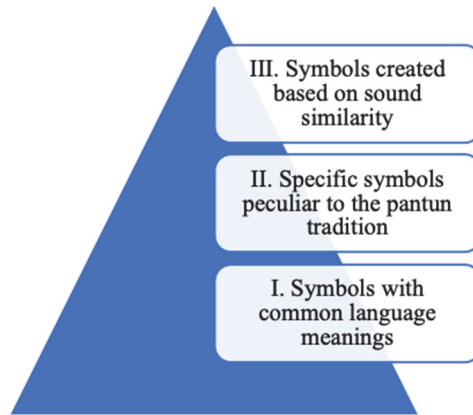 III. Symbols created
based on sound
similarity
II. Specific symbols
peculiar to the pantun
tradition
I. Symbols with
common language
meanings